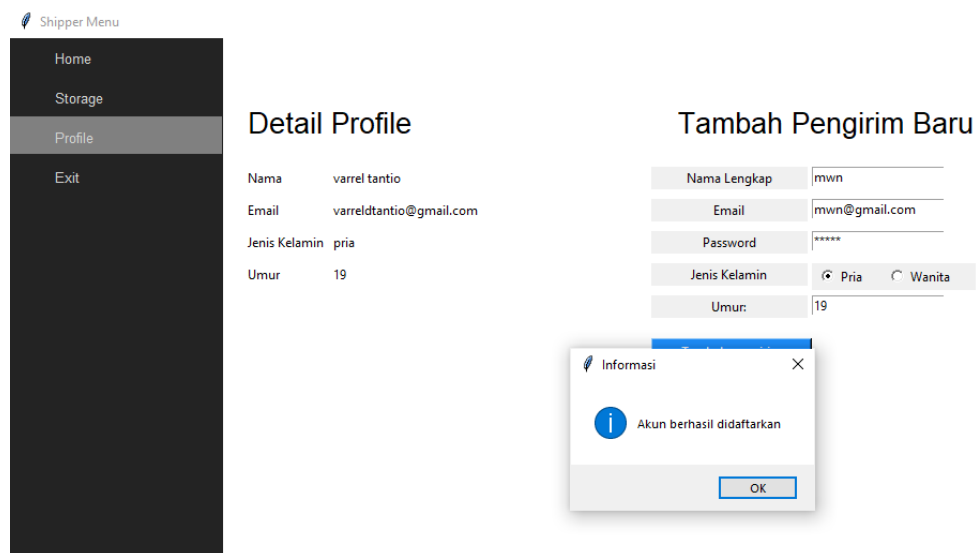 Shipper Menu
Home
Storage
Profile
Exit
Detail Profile
Nama varrel tantio
Email varreldtantio@gmail.com
Jenis Kelamin pria
Umur 19
Tambah Pengirim Baru
Nama Lengkap mwn
Email mwn@gmail.com
Password *****
Jenis Kelamin Pria Wanita
Umur: 19
Informasi
Akun berhasil didaftarkan
OK